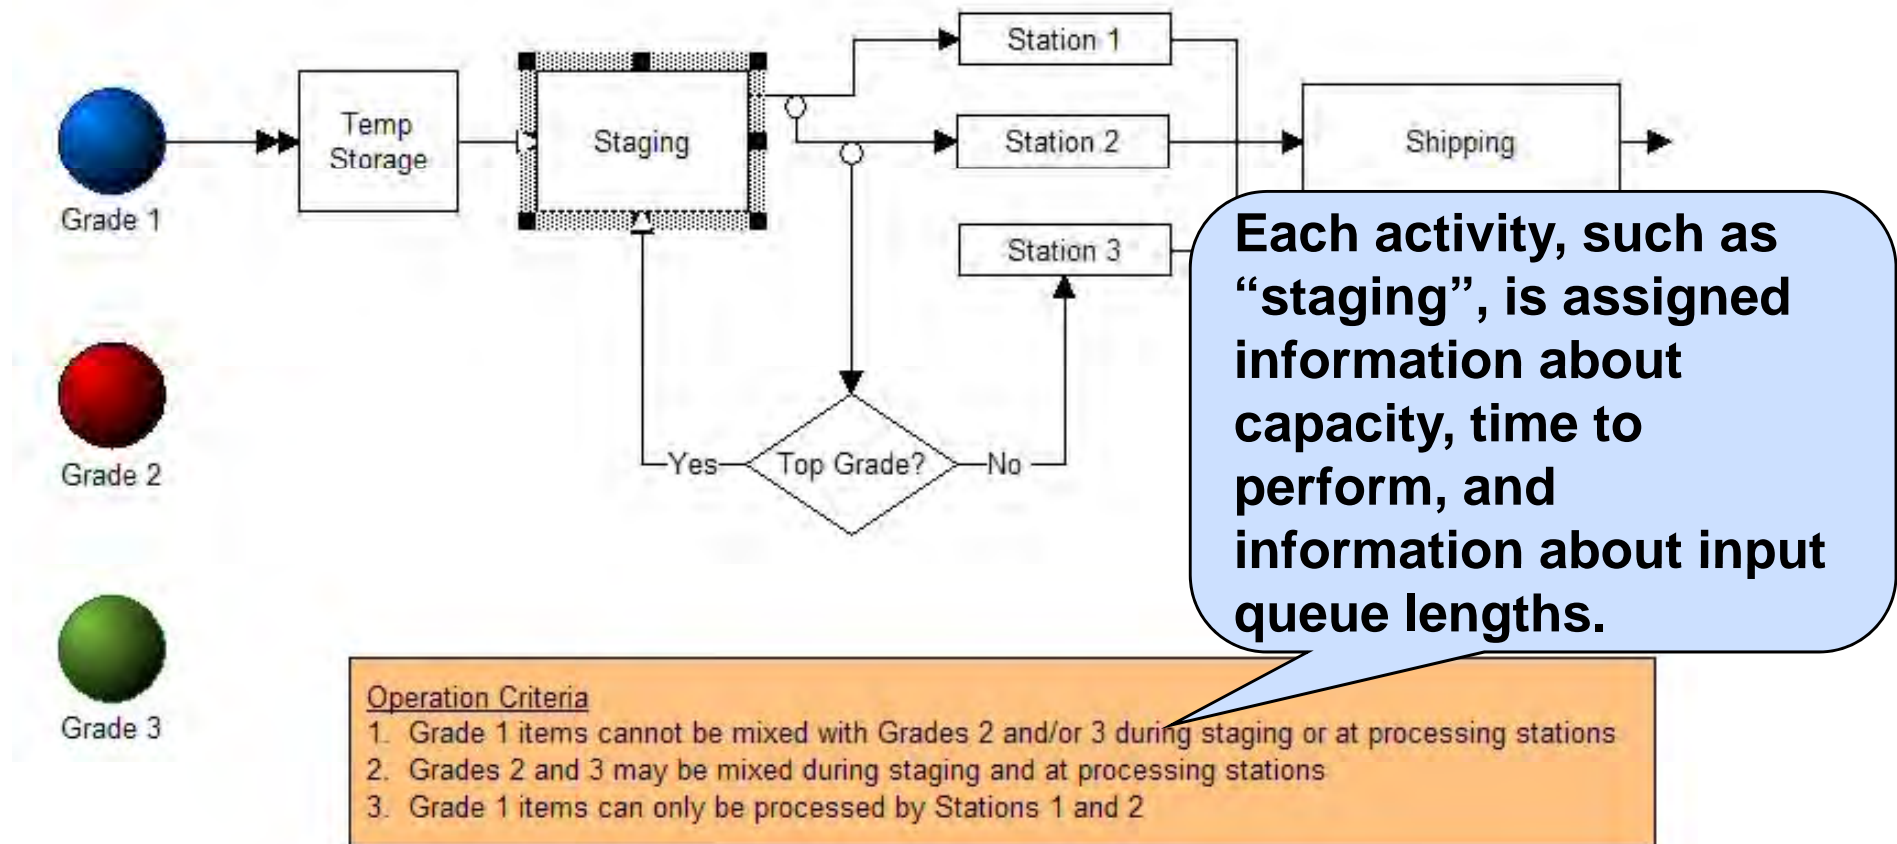 Station 1
Temp
Storage
Staging
Station 2
Shipping
Grade 1
Station 3
Each activity, such as
“staging”, is assigned
information about
capacity, time to
perform, and
information about input
queue lengths.
Yes
Top Grade?
No
Grade 2
Grade 3
Operation Criteria
1. Grade 1 items cannot be mixed with Grades 2 and/or 3 during staging or at processing stations
2. Grades 2 and 3 may be mixed during staging and at processing stations
3. Grade 1 items can only be processed by Stations 1 and 2